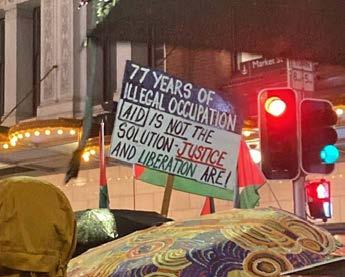 Market St
77 YEARS OF
ILLEGAL OCCUPATION
(AID) IS NOT THE
SOLUTION - JUSTICE
AND LIBERATION ARE!